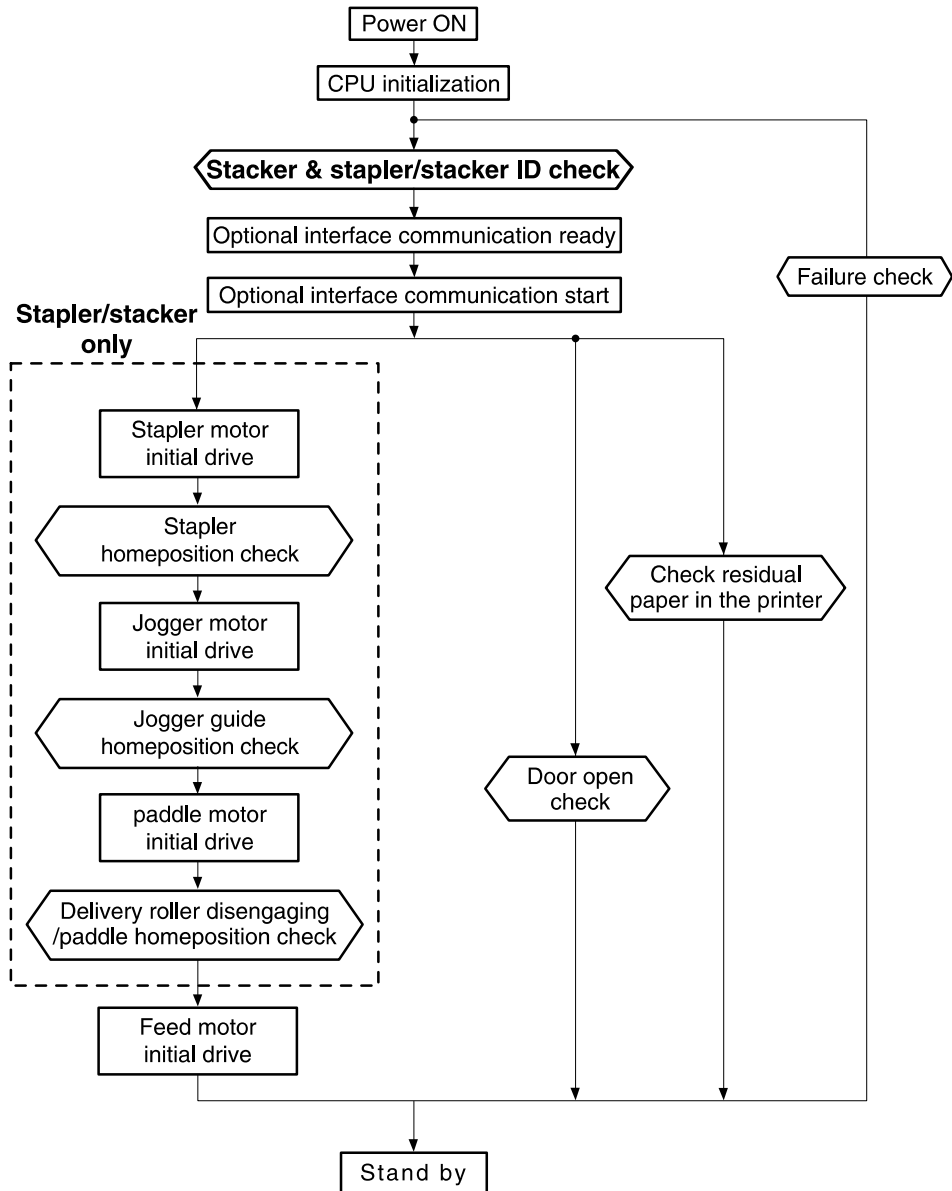 Power ON
CPU initialization
Stacker & stapler/stacker ID check
Optional interface communication ready
Failure check
Optional interface communication start
Stapler/stacker
only
Stapler motor
initial drive
Stapler
homeposition check
Check residual
paper in the printer
Jogger motor
initial drive
Jogger guide
homeposition check
Door open
check
paddle motor
initial drive
Delivery roller disengaging
/paddle homeposition check
Feed motor
initial drive
Stand by